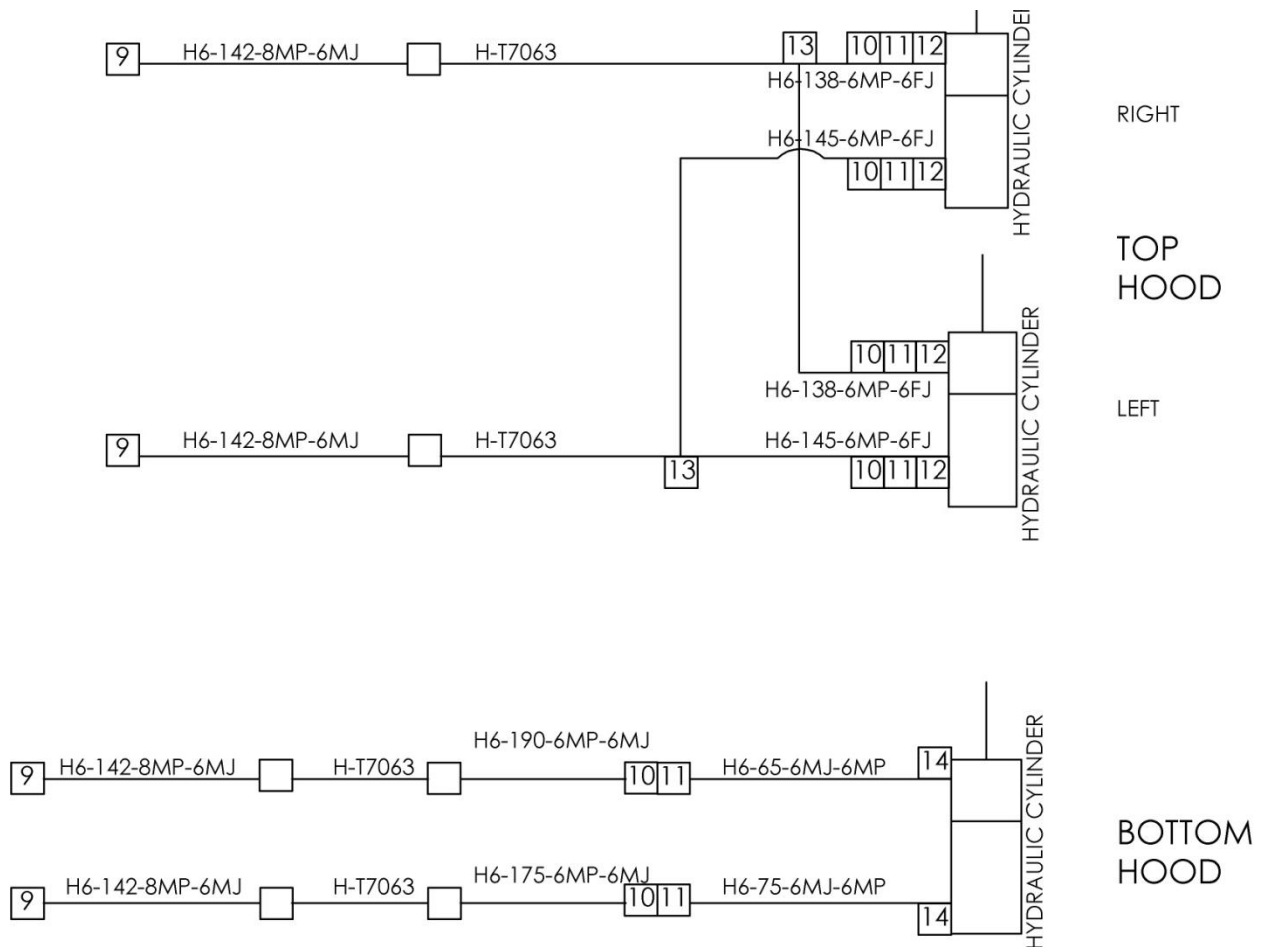 9
H6-142-8MP-6MJ
H-T7063
13
10 11 12
H6-138-6MP-6FJ
H6-145-6MP-6FJ
10 11 12
HYDRAULIC CYLINDER
RIGHT
TOP
HOOD
10 11 12
H6-138-6MP-6FJ
HYDRAULIC CYLINDER
LEFT
9
H6-142-8MP-6MJ
H-T7063
H6-145-6MP-6FJ
13
10 11 12
9
H6-142-8MP-6MJ
H-T7063
H6-190-6MP-6MJ
10 11
H6-65-6MJ-6MP
14
HYDRAULIC CYLINDER
BOTTOM
HOOD
9
H6-142-8MP-6MJ
H-T7063
H6-175-6MP-6MJ
10 11
H6-75-6MJ-6MP
14